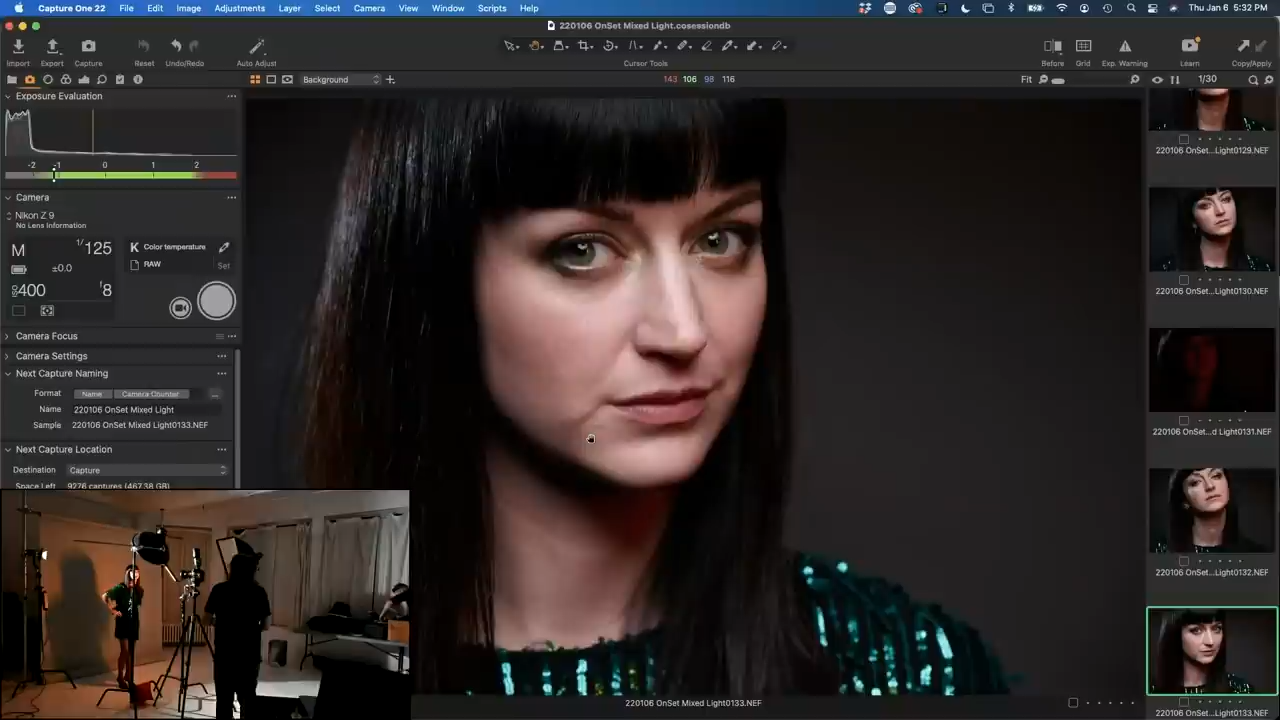 Capture One 22 File Edit Image Adjustments Layer Select Camera View Window Scripts Help Thu Jan 6 5:32 PM
220106 OnSet Mixed Light.cosessiondb
Import Export Capture Reset Undo/Redo Auto Adjust Cursor Tools Before Grid Exp. Warning Learn Copy/Apply
Background 143 106 98 116 Fit 1/30
Exposure Evaluation
-2 -1 0 1 2
Camera
Nikon Z 9
No Lens Information
M 1/125 K Color temperature
±0.0 RAW Set
400 f8
Camera Focus
Camera Settings
Next Capture Naming
Format Name Camera Counter ...
Name 220106 OnSet Mixed Light
Sample 220106 OnSet Mixed Light0133.NEF
Next Capture Location
Destination Capture
Space Left 9276 captures (467.38 GB)
220106 OnSet...Light0129.NEF
220106 OnSet...Light0130.NEF
220106 OnSet...d Light0131.NEF
220106 OnSet...Light0132.NEF
220106 OnSet...Light0133.NEF
220106 OnSet Mixed Light0133.NEF